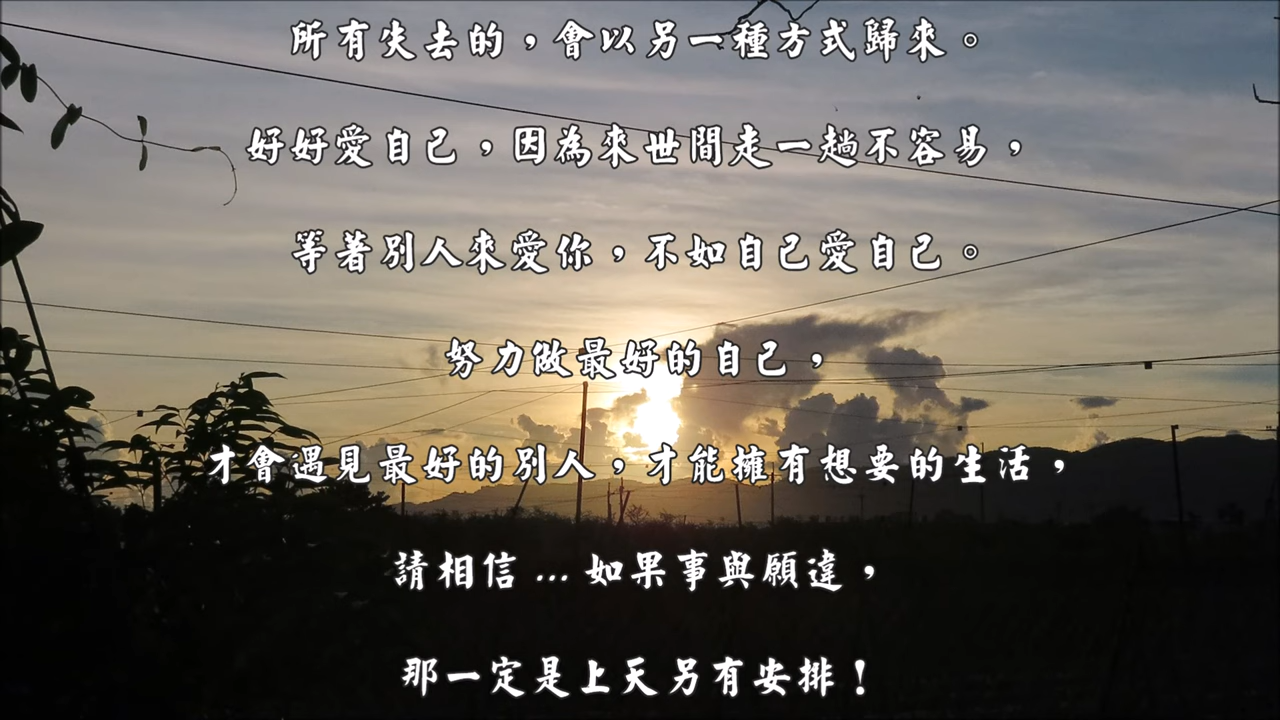 所有失去的，會以另一種方式歸來。
好好愛自己，因為來世間走一趟不容易，
等著別人來愛你，不如自己愛自己。
努力做最好的自己，
才會遇見最好的別人，才能擁有想要的生活，
請相信...如果事與願違，
那一定是上天另有安排！